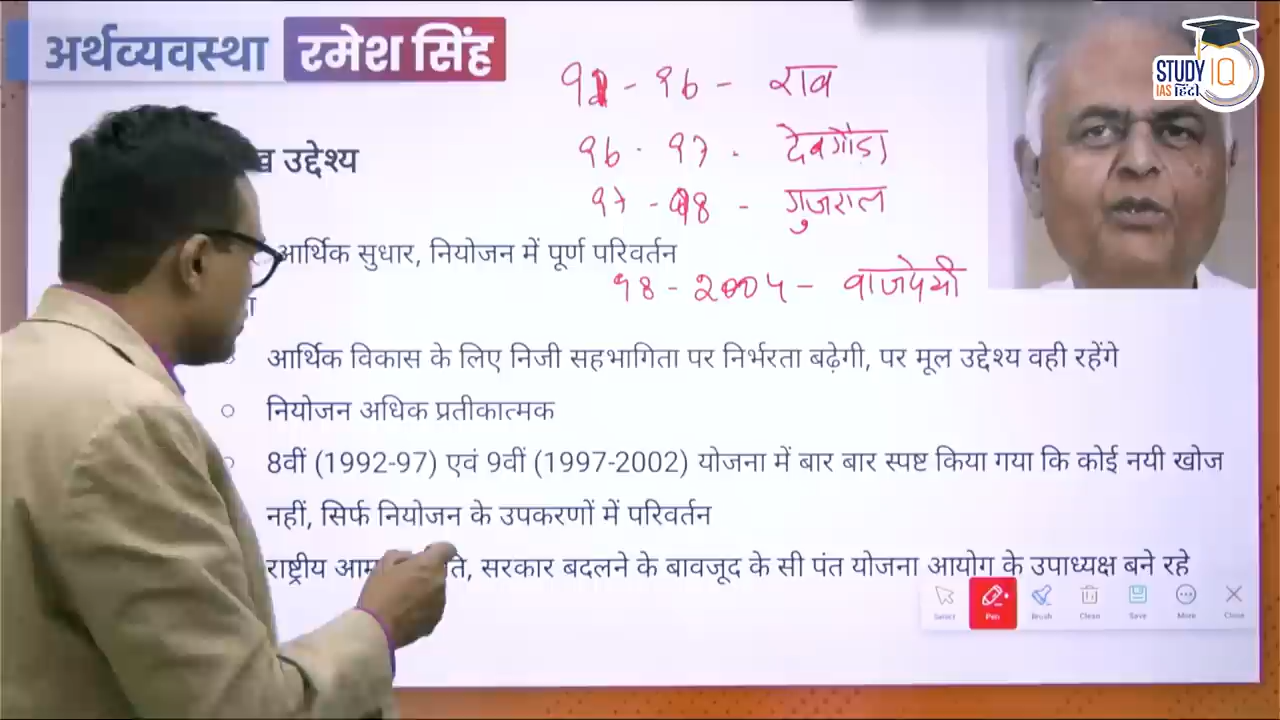 अर्थव्यवस्था रमेश सिंह
STUDY IQ
IAS हिंदी
91 - 96 - राव
96 - 97 - देवगौड़ा
97 - 98 - गुजराल
98 - 2004 - वाजपेयी
उद्देश्य
आर्थिक सुधार, नियोजन में पूर्ण परिवर्तन
आर्थिक विकास के लिए निजी सहभागिता पर निर्भरता बढ़ेगी, पर मूल उद्देश्य वही रहेंगे
नियोजन अधिक प्रतीकात्मक
8वीं (1992-97) एवं 9वीं (1997-2002) योजना में बार बार स्पष्ट किया गया कि कोई नयी खोज
नहीं, सिर्फ नियोजन के उपकरणों में परिवर्तन
राष्ट्रीय सरकार बदलने के बावजूद के सी पंत योजना आयोग के उपाध्यक्ष बने रहे
Select Pen Brush Clean Save More Close